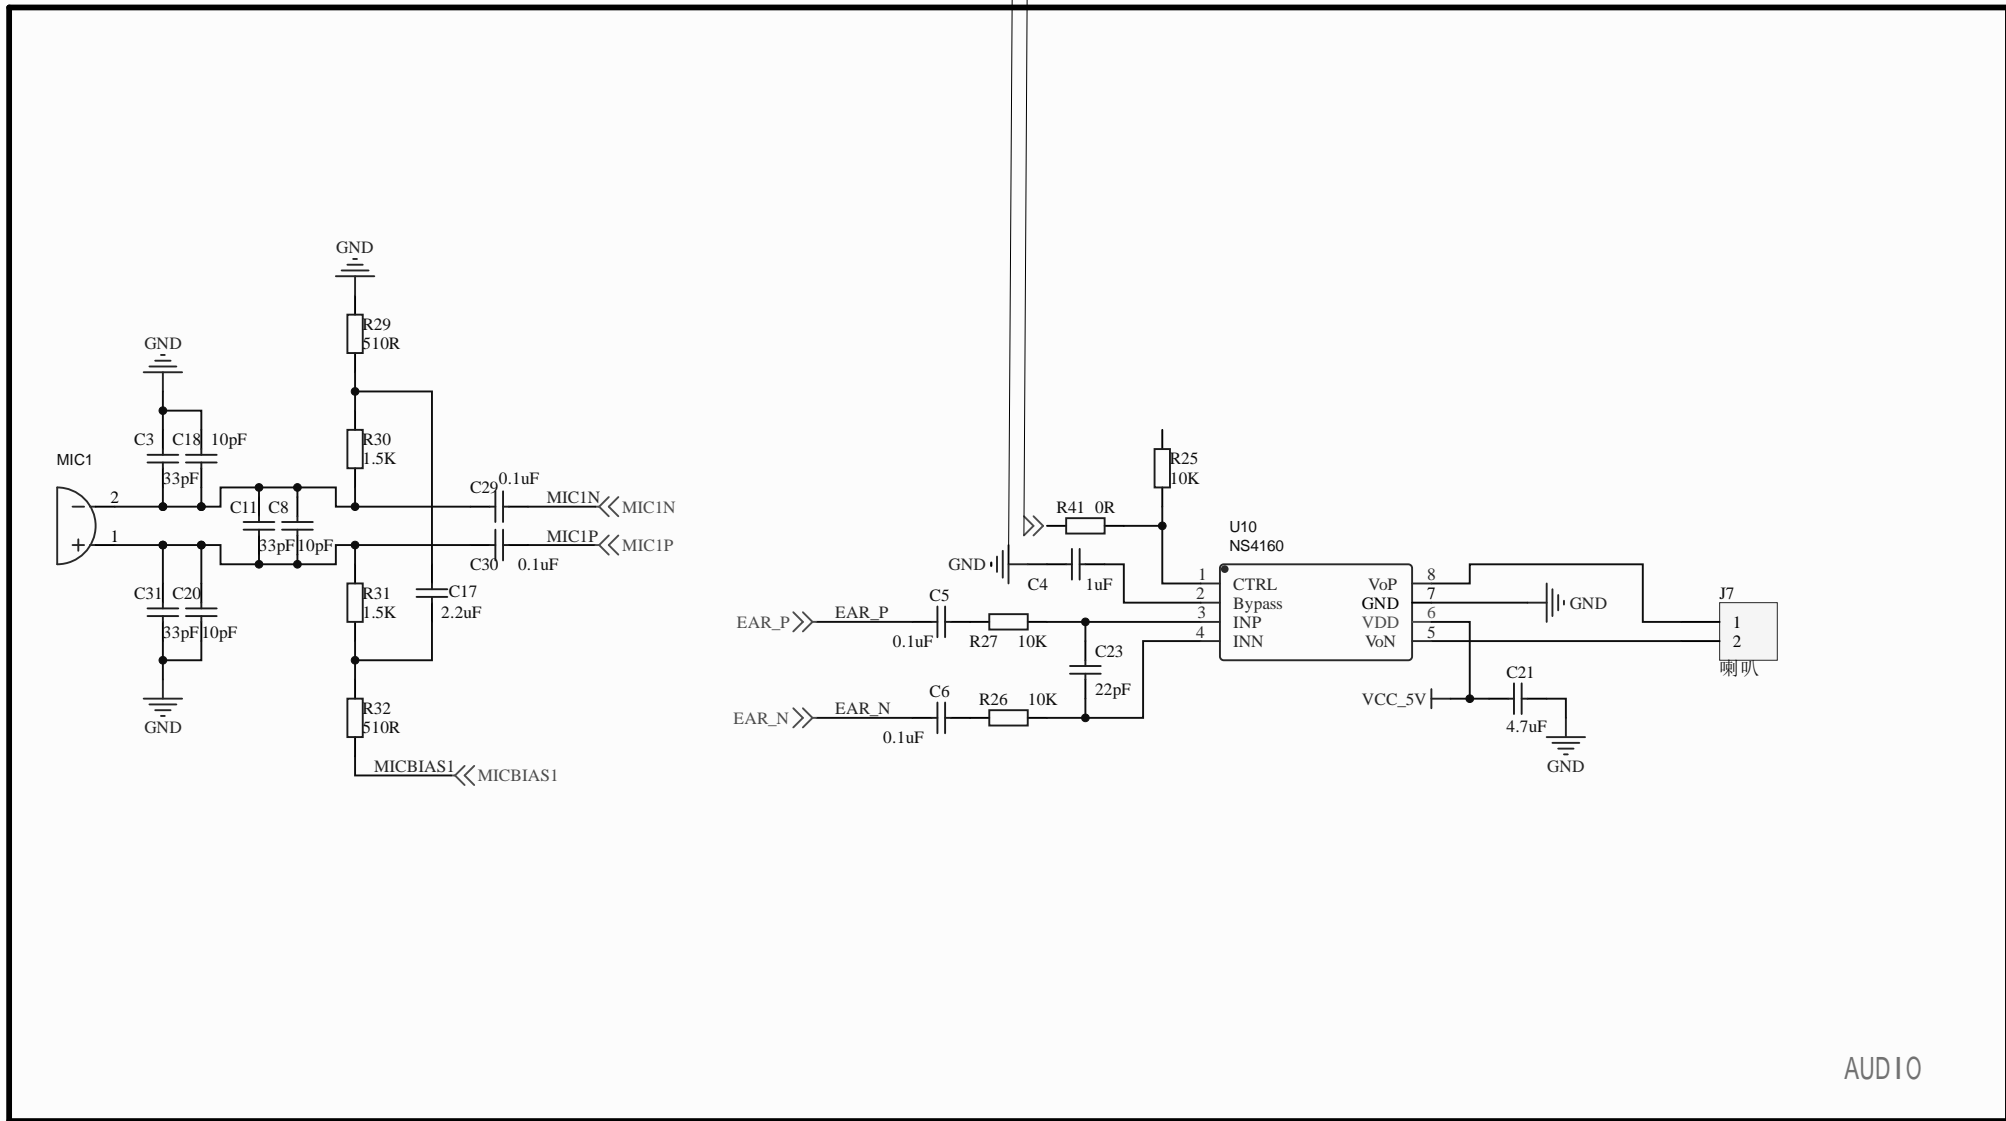 GND
R29
510R
GND
R30
1.5K
C3
C18
10pF
33pF
MIC1
2
1
C11
C8
33pF
10pF
C29
0.1uF
MIC1N
MIC1N
MIC1P
MIC1P
C30
0.1uF
C31
C20
33pF
10pF
GND
R31
1.5K
C17
2.2uF
R32
510R
MICBIAS1
MICBIAS1
R25
10K
R41
0R
GND
C4
1uF
EAR_P
EAR_P
C5
0.1uF
R27
10K
C23
22pF
EAR_N
EAR_N
C6
0.1uF
R26
10K
U10
NS4160
1
CTRL
2
Bypass
3
INP
4
INN
VoP
8
GND
7
VDD
6
VoN
5
GND
J7
1
2
喇叭
VCC_5V
C21
4.7uF
GND
AUDIO